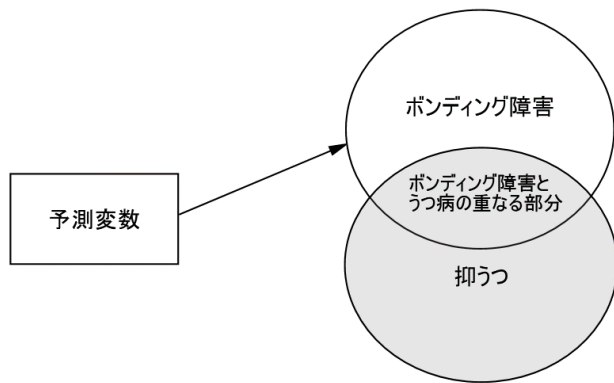 ボンディング障害
ボンディング障害と
うつ病の重なる部分
予測変数
抑うつ